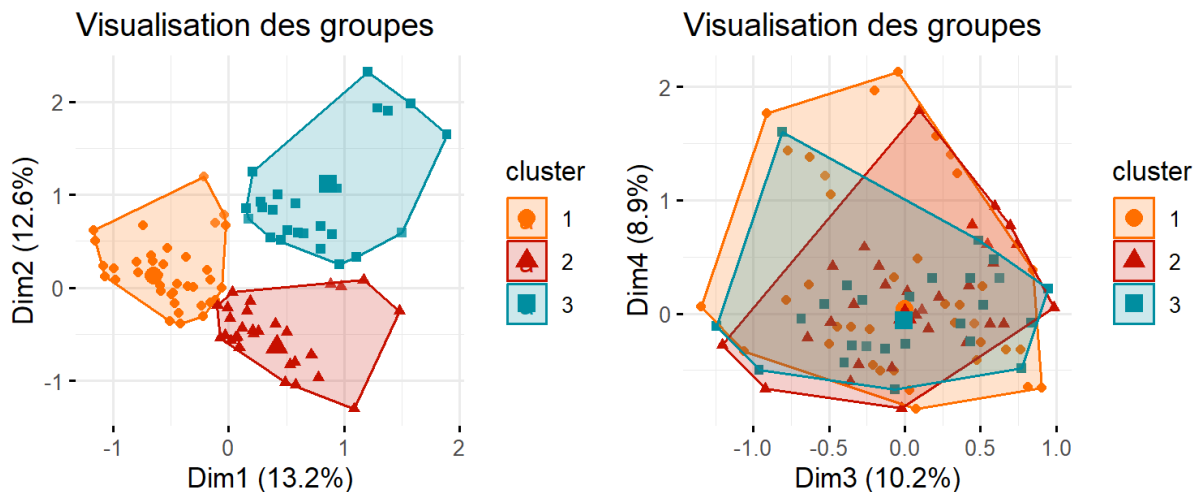 Visualisation des groupes
2
1
0
-1
Dim2 (12.6%)
-1
0
1
2
Dim1 (13.2%)
cluster
a 1
a 2
a 3
Visualisation des groupes
2
1
0
Dim4 (8.9%)
-1.0
-0.5
0.0
0.5
1.0
Dim3 (10.2%)
cluster
1
2
3